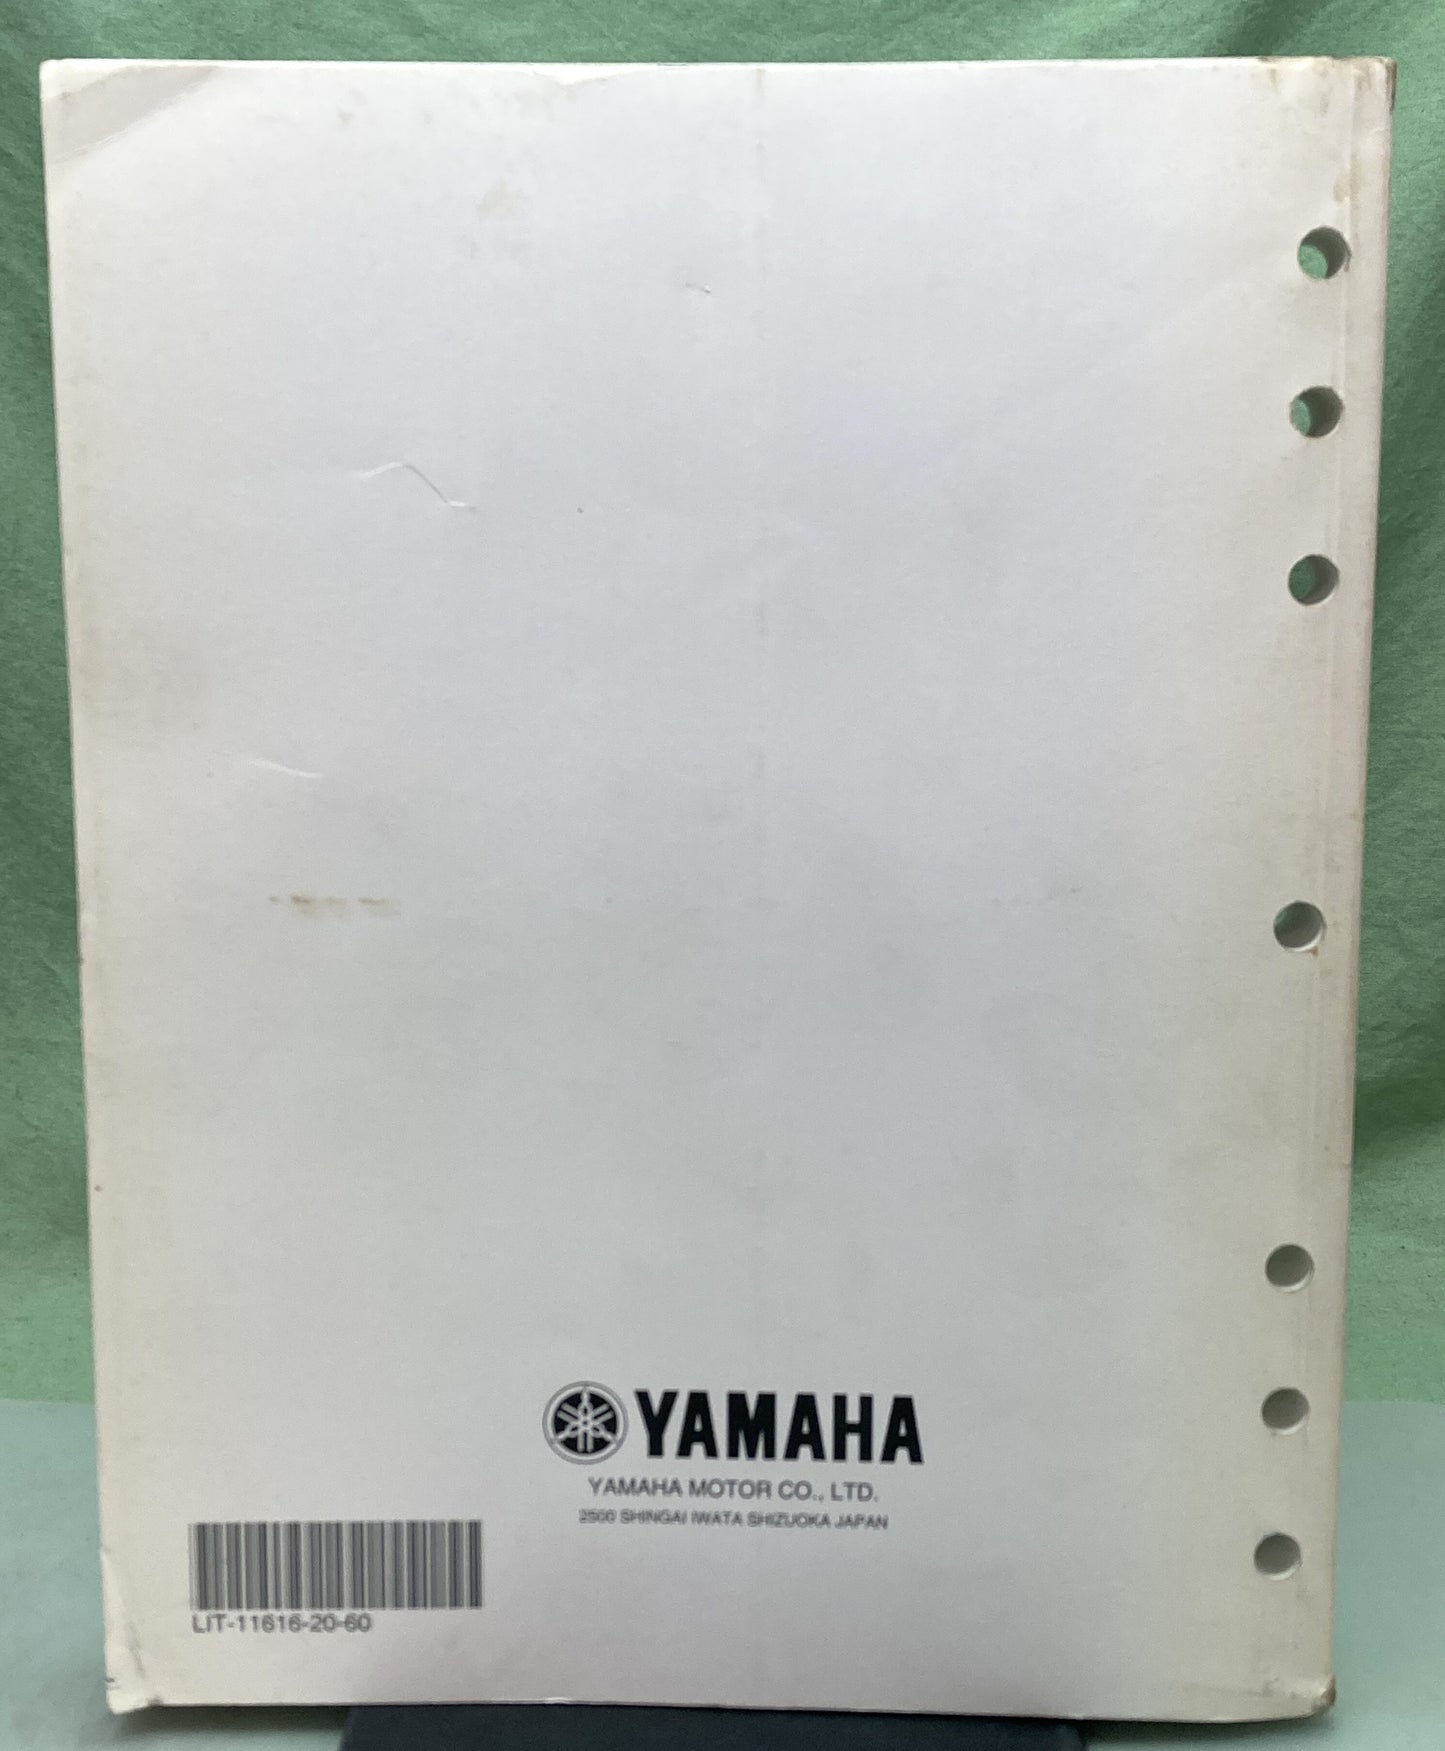 YAMAHA
YAMAHA MOTOR CO., LTD.
2500 SHINGAI IWATA SHIZUOKA JAPAN
LIT-11616-20-60